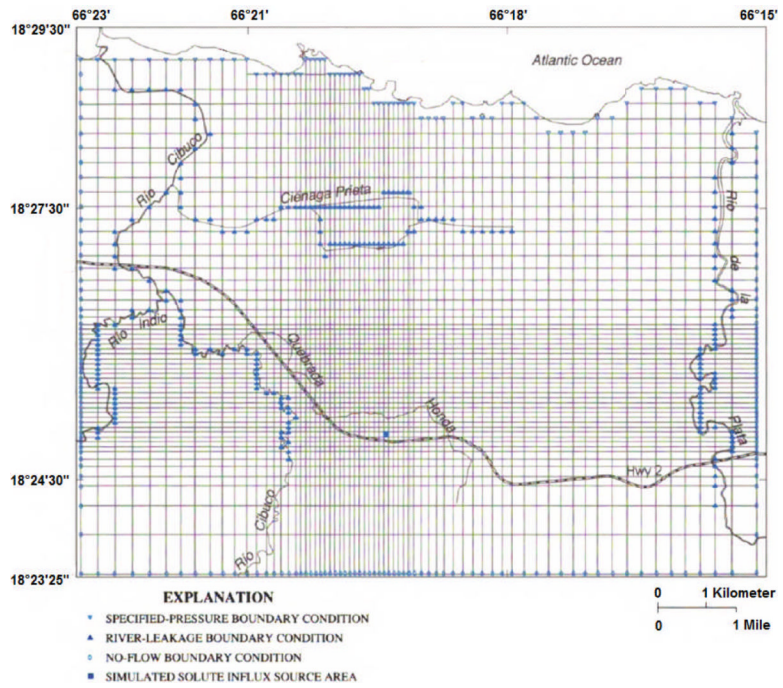 66°23' 66°21' 66°18' 66°15'
18°29'30"
Atlantic Ocean
Rio Cibuco
18°27'30"
Ciénaga Prieta
Rio de la Plata
Rio Indio
Quebrada Honda
Hwy 2
18°24'30"
Rio Cibuco
18°23'25"
EXPLANATION
SPECIFIED-PRESSURE BOUNDARY CONDITION
RIVER-LEAKAGE BOUNDARY CONDITION
NO-FLOW BOUNDARY CONDITION
SIMULATED SOLUTE INFLUX SOURCE AREA
0 1 Kilometer
0 1 Mile